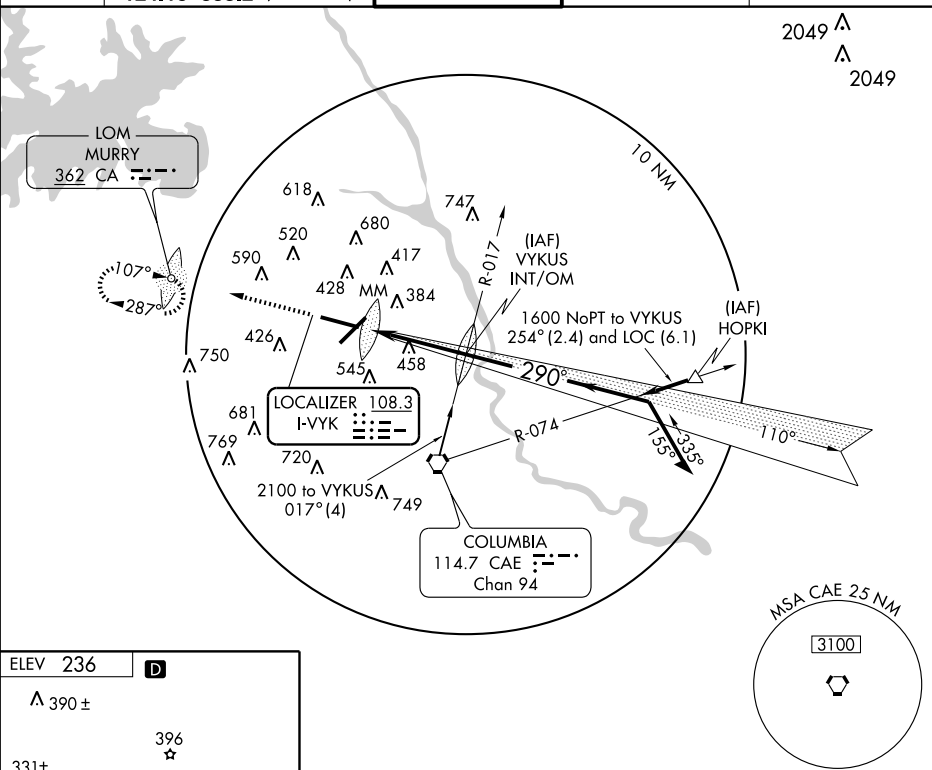 2049
2049
LOM
MURRY
362 CA
10 NM
618
747
680
520
590
417
428
MM
384
R-017
(IAF)
VYKUS
INT/OM
107°
287°
1600 NoPT to VYKUS
254° (2.4) and LOC (6.1)
(IAF)
HOPKI
426
750
545
458
290°
LOCALIZER 108.3
I-VYK
681
R-074
155°
335°
110°
769
720
2100 to VYKUS
017° (4)
749
COLUMBIA
114.7 CAE
Chan 94
MSA CAE 25 NM
3100
ELEV 236 D
390 ±
396
331±